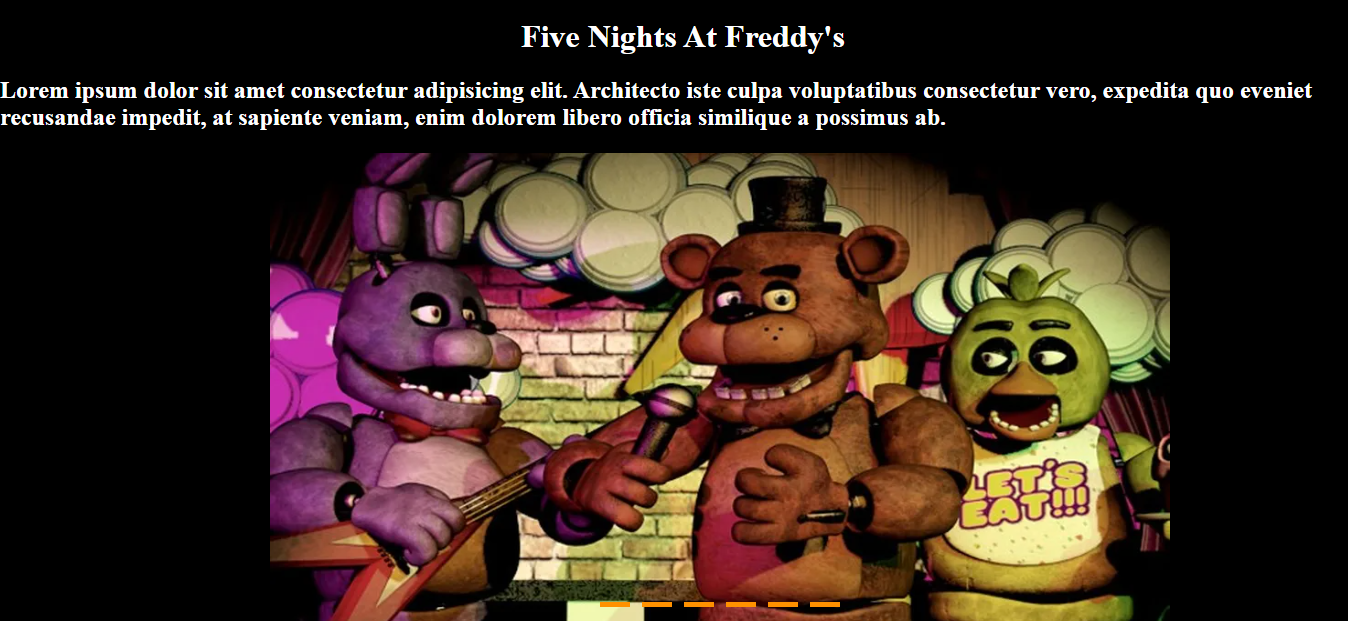 Five Nights At Freddy's
Lorem ipsum dolor sit amet consectetur adipisicing elit. Architecto iste culpa voluptatibus consectetur vero, expedita quo eveniet
recusandae impedit, at sapiente veniam, enim dolorem libero officia similique a possimus ab.
LET'S
EAT!!!